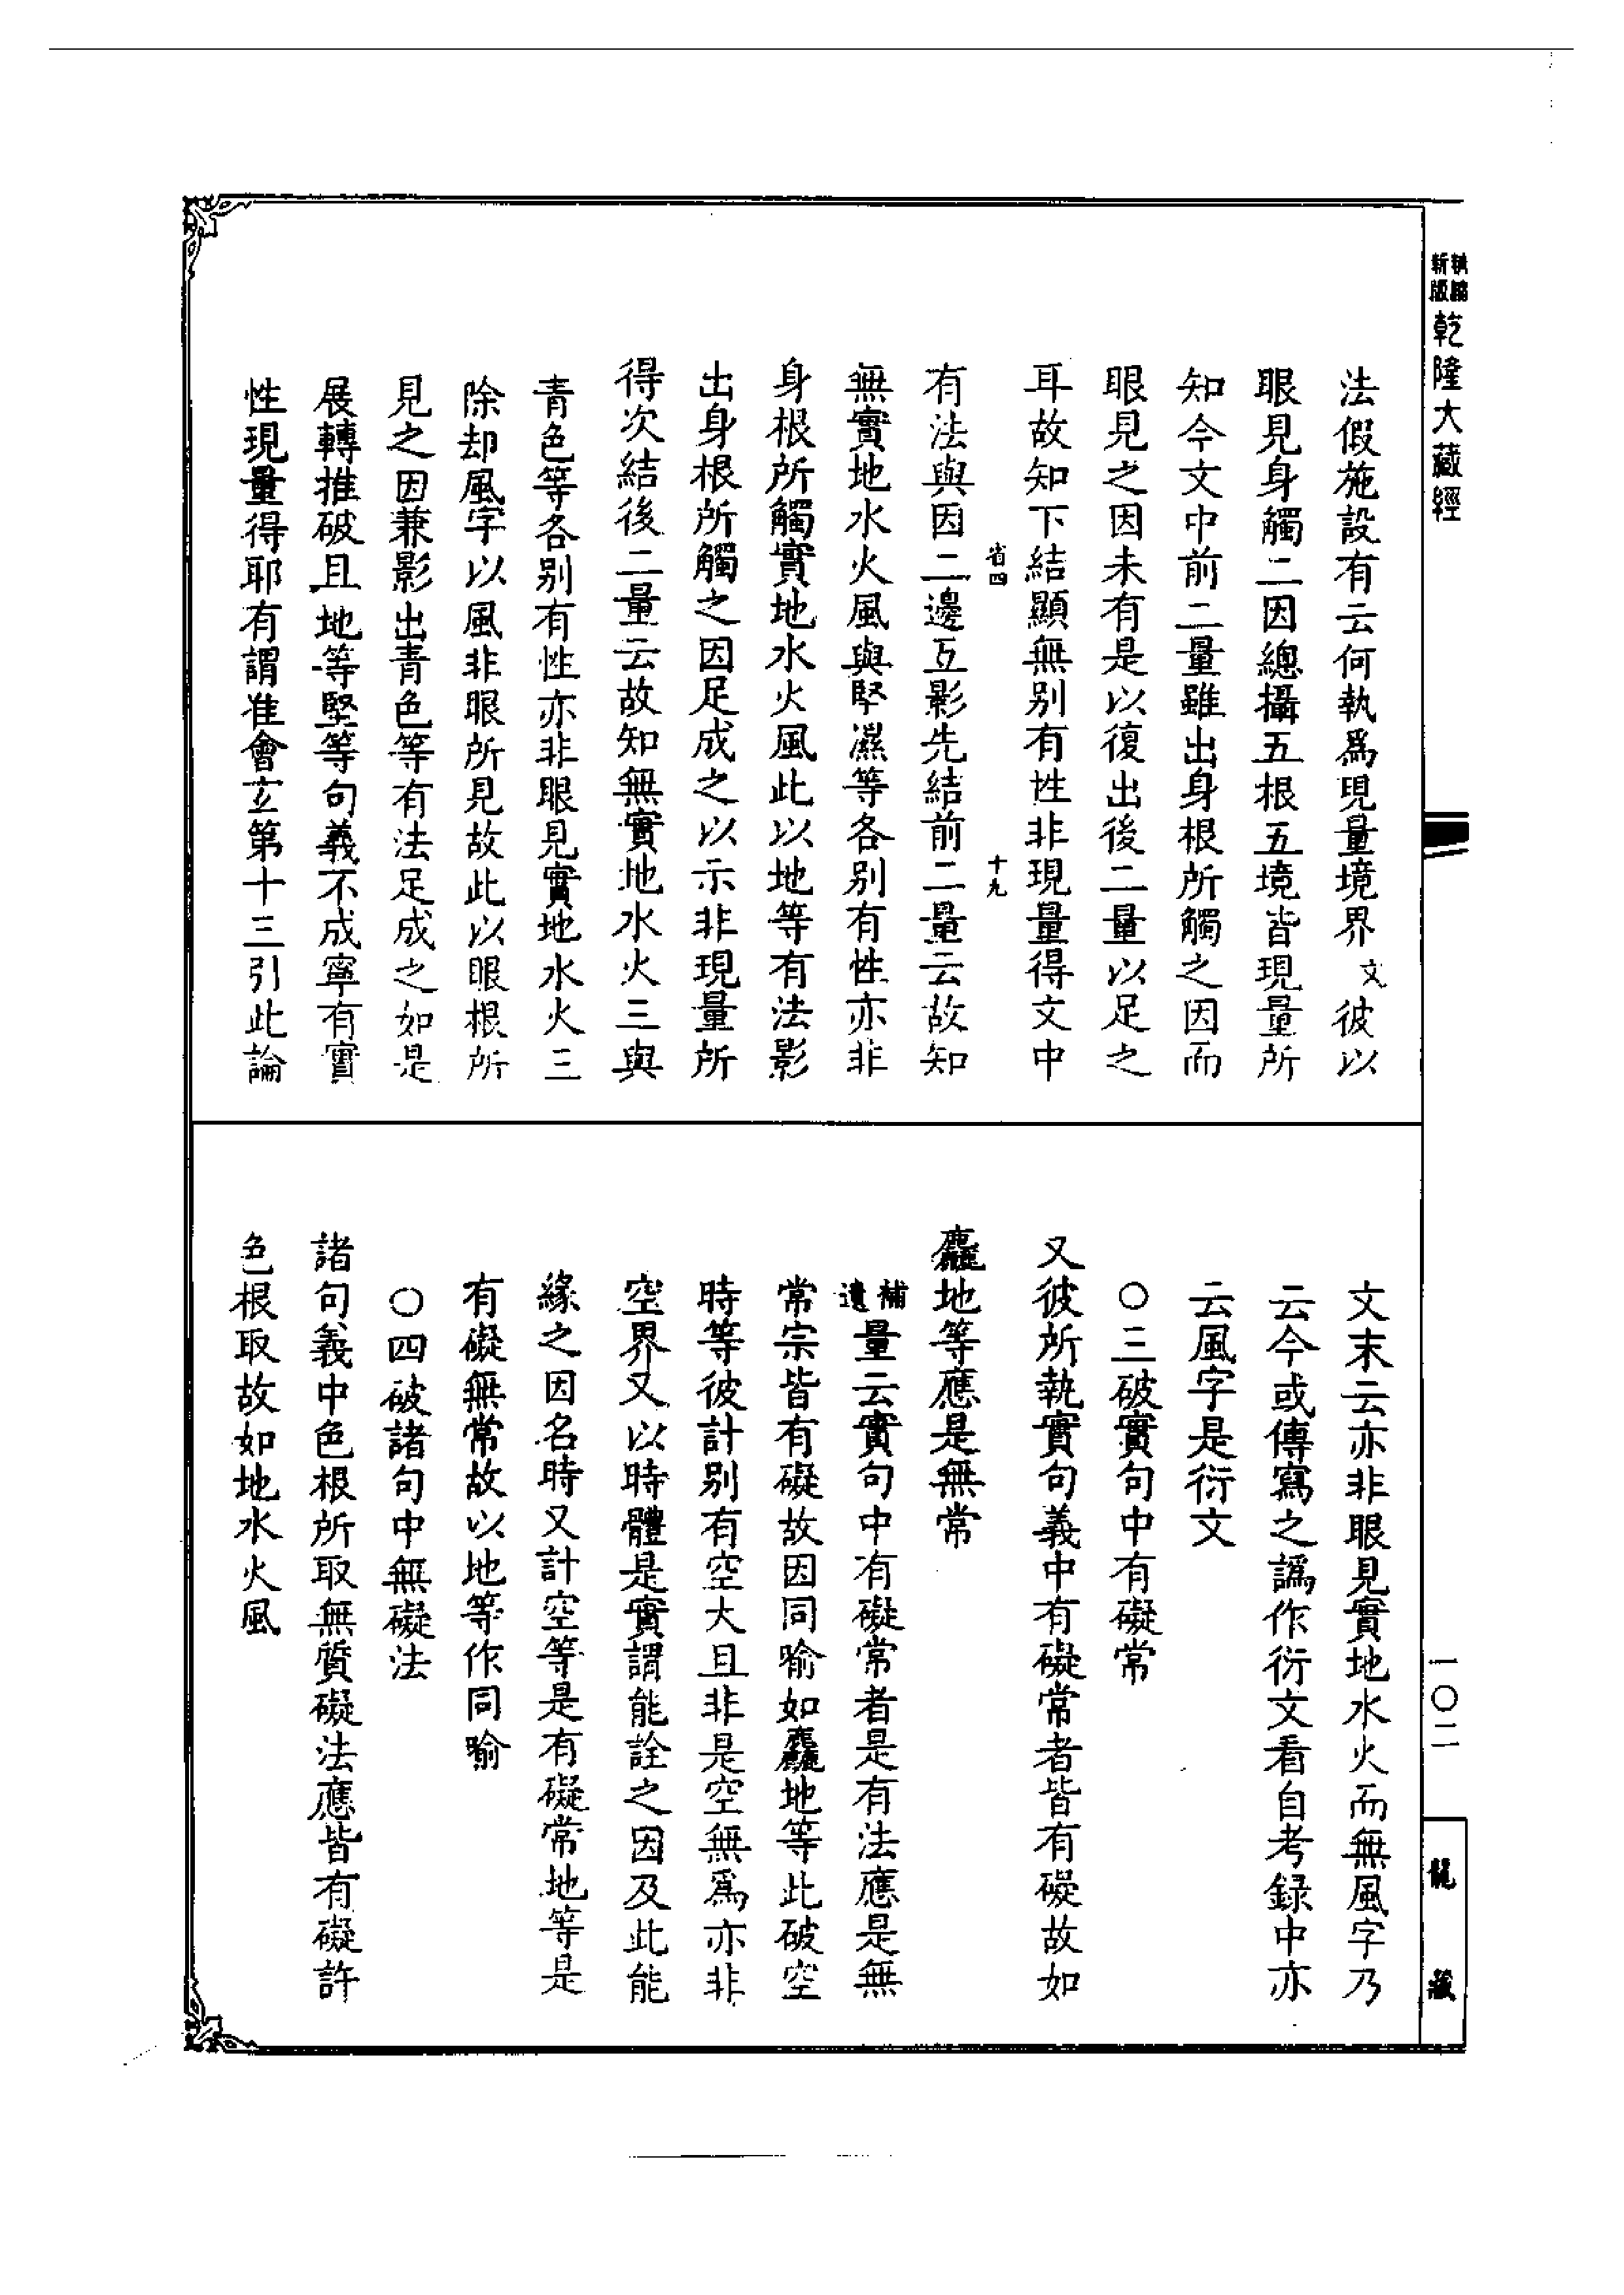 新版
乾隆大藏經
法假施設有云何執爲現量境界文彼以
眼見身觸二因總攝五根五境皆現量所
知今文中前二量雖出身根所觸之因而
眼見之因未有是以復出後二量以足之
耳故知下結顯無别有性非現量得文中
省四
十九
有法與因二邊互影先結前二量云故知
無實地水火風與堅濕等各别有性亦非
身根所觸實地水火風此以地等有法影
出身根所觸之因足成之以示非現量所
得次結後二量云故知無實地水火三與
青色等各别有性亦非眼見實地水火三
除却風字以風非眼所見故此以眼根所
見之因兼影出青色等有法足成之如是
展轉推破且地等堅等句義不成寧有實
性現量得耶有謂准會玄第十三引此論
文末云亦非眼見實地水火而無風字乃
云今或傳寫之譌作衍文看自考録中亦
云風字是衍文
○三破實句中有礙常
又彼所執實句義中有礙常者皆有礙故如
麤地等應是無常
補遺量云實句中有礙常者是有法應是無
常宗皆有礙故因同喻如麤地等此破空
時等彼計别有空大且非是空無爲亦非
空界又以時體是實謂能詮之因及此能
緣之因名時又計空等是有礙常地等是
有礙無常故以地等作同喻
○四破諸句中無礙法
諸句義中色根所取無質礙法應皆有礙許
色根取故如地水火風
一〇二
龍藏